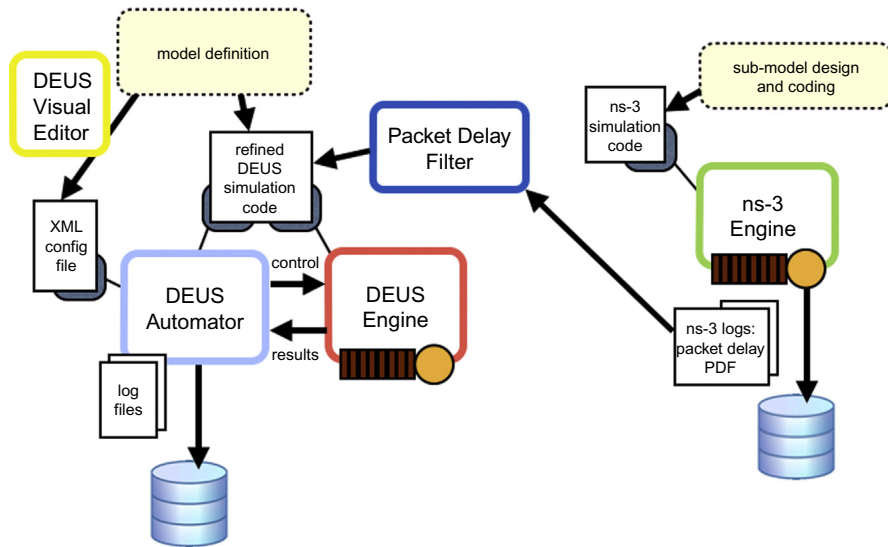 model definition
DEUS
Visual
Editor
sub-model design
and coding
ns-3
simulation
code
refined
DEUS
simulation
code
Packet Delay
Filter
ns-3
Engine
XML
config
file
control
DEUS
Automator
DEUS
Engine
results
ns-3 logs:
packet delay
PDF
log
files